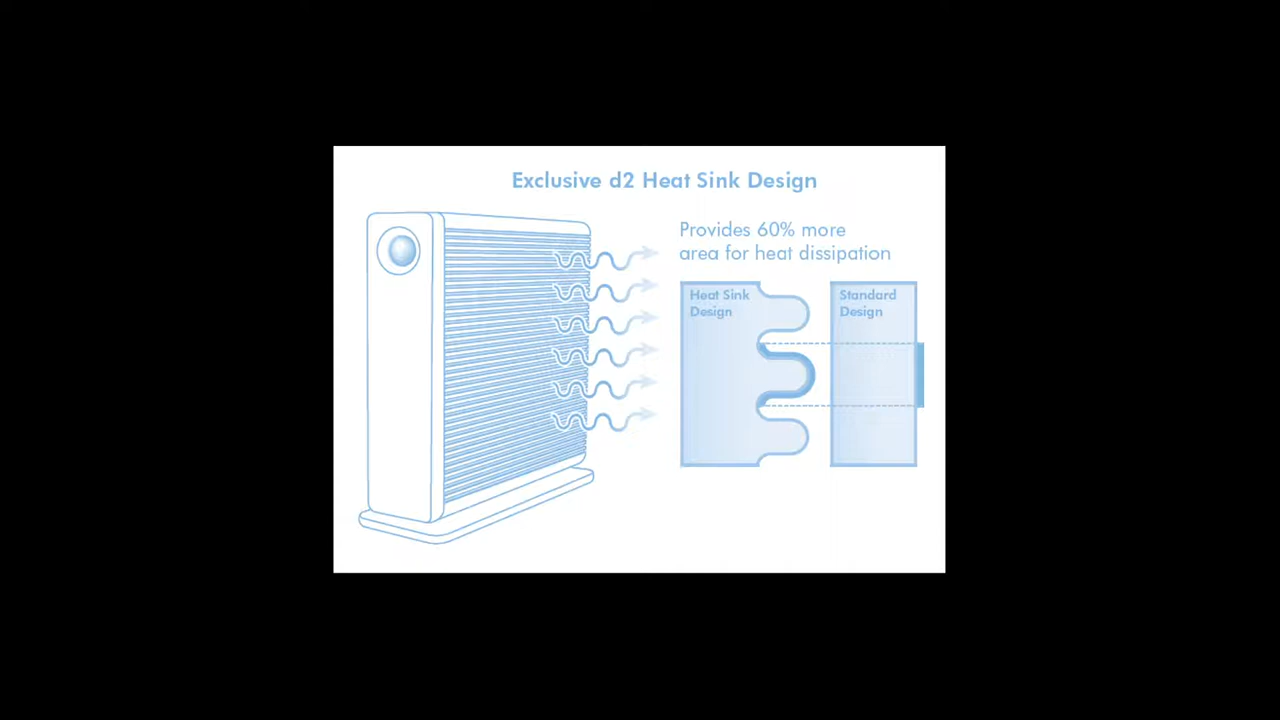 Exclusive d2 Heat Sink Design
Provides 60% more
area for heat dissipation
Heat Sink
Design
Standard
Design